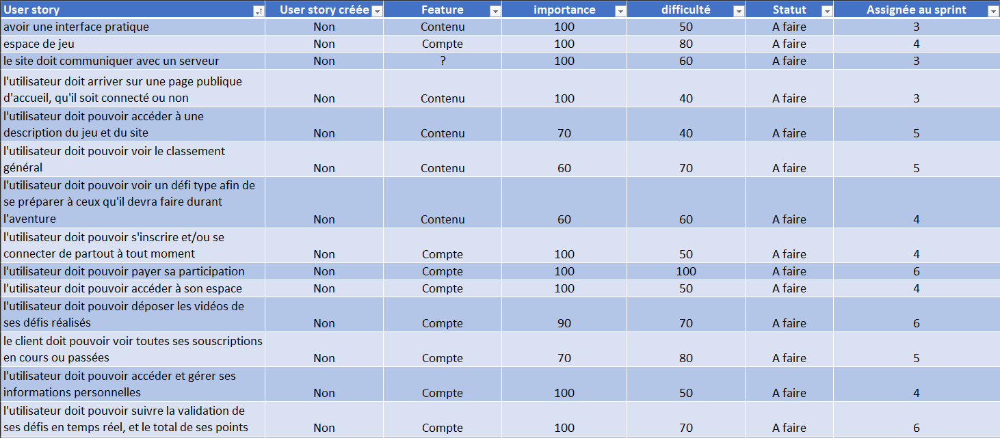 User story User story créée Feature importance difficulté Statut Assignée au sprint
avoir une interface pratique Non Contenu 100 50 A faire 3
espace de jeu Non Compte 100 80 A faire 4
le site doit communiquer avec un serveur Non ? 100 60 A faire 3
l'utilisateur doit arriver sur une page publique
d'accueil, qu'il soit connecté ou non Non Contenu 100 40 A faire 3
l'utilisateur doit pouvoir accéder à une
description du jeu et du site Non Contenu 70 40 A faire 5
l'utilisateur doit pouvoir voir le classement
général Non Contenu 60 70 A faire 5
l'utilisateur doit pouvoir voir un défi type afin de
se préparer à ceux qu'il devra faire durant
l'aventure Non Contenu 60 60 A faire 4
l'utilisateur doit pouvoir s'inscrire et/ou se
connecter de partout à tout moment Non Compte 100 50 A faire 4
l'utilisateur doit pouvoir payer sa participation Non Compte 100 100 A faire 6
l'utilisateur doit pouvoir accéder à son espace Non Compte 100 50 A faire 4
l'utilisateur doit pouvoir déposer les vidéos de
ses défis réalisés Non Compte 90 70 A faire 6
le client doit pouvoir voir toutes ses souscriptions
en cours ou passées Non Compte 70 80 A faire 5
l'utilisateur doit pouvoir accéder et gérer ses
informations personnelles Non Compte 100 50 A faire 4
l'utilisateur doit pouvoir suivre la validation de
ses défis en temps réel, et le total de ses points Non Compte 100 70 A faire 6